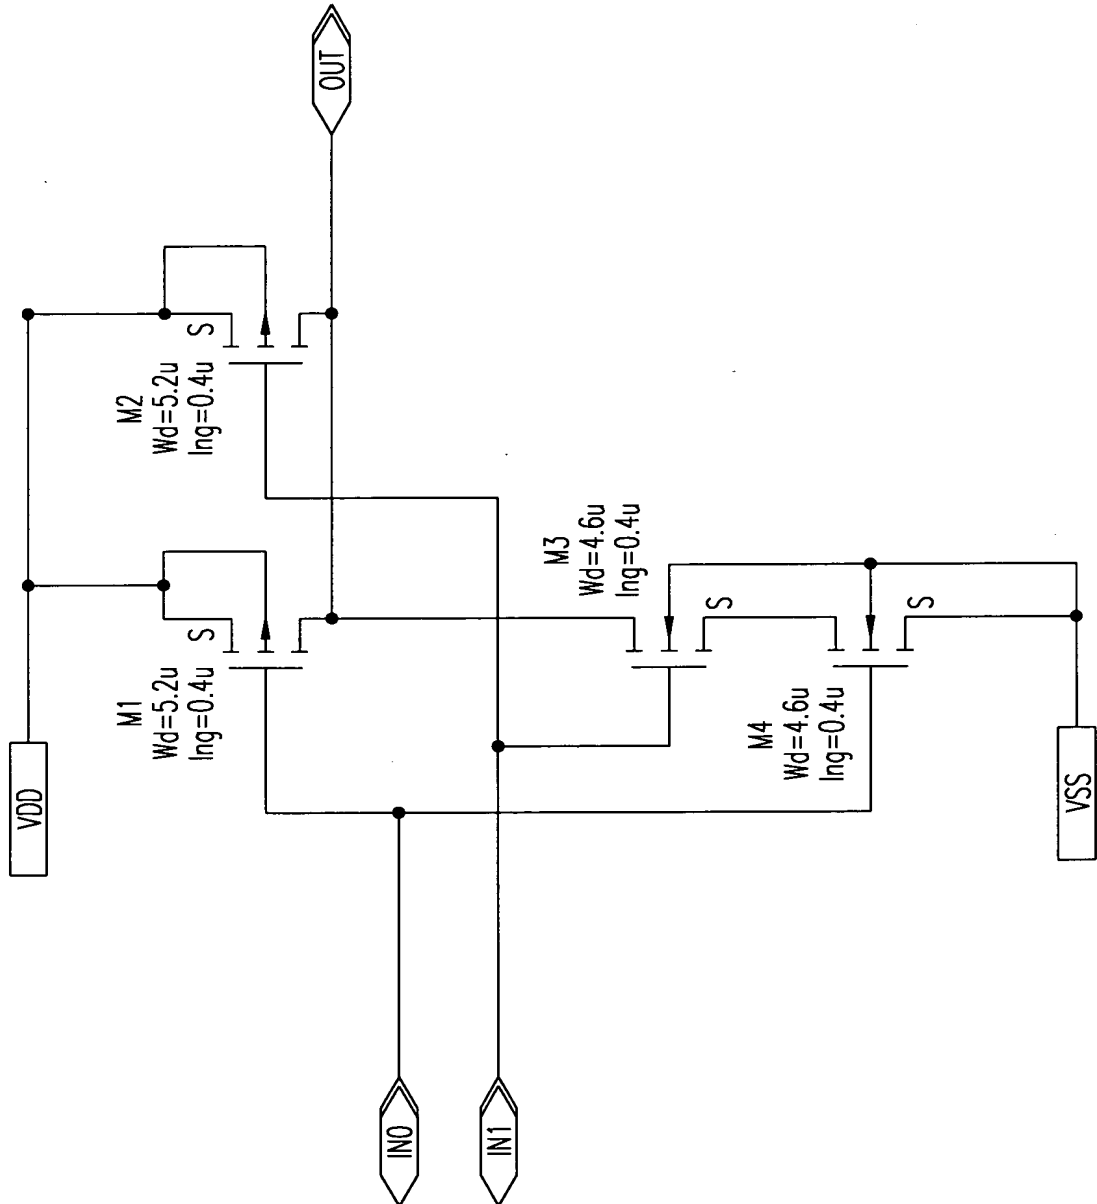 VDD
M1
Wd=5.2u
lng=0.4u
S
M2
Wd=5.2u
lng=0.4u
S
OUT
IN0
IN1
M3
Wd=4.6u
lng=0.4u
S
M4
Wd=4.6u
lng=0.4u
S
VSS